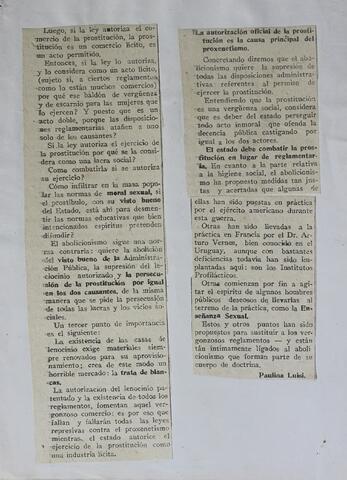 Luego, si la ley autoriza el co-
mercio de la prostitución, la pros-
titución es un comercio lícito, es
un acto permitido.
Entonces, si la ley lo autoriza,
y lo considera como un acto lícito,
(sujeto sí, a ciertos reglamentos
como lo están muchos comercios)
por qué ese baldón de vergüenza
y de escarnio para las mujeres que
lo ejercen? Y puesto que es un
acto doble, porque las disposicio-
nes reglamentarias atañen a uno
solo de los causantes?
Si la ley autoriza el ejercicio de
la prostitución por qué se la consi-
dera como una lacra social?
Como combatirla si se autoriza
su ejercicio?
Cómo infiltrar en la masa popu-
lar las normas de moral sexual, si
el prostíbulo, con su visto bueno
del Estado, está ahí para desmen-
tir las normas educativas que bien
intencionados espíritus pretenden
difundir?
El abolicionismo sigue una nor-
ma contraria: quiere la abolición
del visto bueno de la Administra-
ción Pública, la supresión del le-
nocinio autorizado y la persecu-
sión de la prostitución por igual
en los dos causantes, de la misma
manera que se pide la persecusión
de todas las lacras y los vicios so-
ciales.
Un tercer punto de importancia
es el siguiente:
La existencia de las casas de
lenocinio exige materiales siem-
pre renovados para su aprovisio-
namiento; crea de este modo un
horrible mercado: la trata de blan-
cas.
La autorización del lenocinio pa-
tentado y la existencia de todos los
reglamentos, fomentan aquel ver-
gonzoso comercio: es por eso que
fallan y fallarán todas las leyes
represivas contra el proxenetismo
mientras, el estado autorice el
ejercicio de la prostitución como
una industria lícita.
La autorización oficial de la prosti-
tución es la causa principal del
proxenetismo.
Concretando diremos que el abo-
licionismo quiere la supresión de
todas las disposiciones administra-
tivas referentes al permiso de
ejercer la prostitución.
Entendiendo que la prostitución
es una vergüenza social, considera
que es deber del estado perseguir
todo acto inmoral que ofenda la
decencia pública castigando por
igual a los dos causantes.
El estado debe combatir la pros-
titución en lugar de reglamentar-
la. En cuanto a la parte relativa
a la higiene social, el abolicionis-
mo ha propuesto medidas tan jus-
tas y acertadas que algunas de
ellas han sido puestas en práctica
por el ejército americano durante
esta guerra.
Otras han sido llevadas a la
práctica en Francia por el Dr. Ar-
turo Vernes, bien conocido en el
Uruguay, aunque con bastantes
deficiencias todavía han sido im-
plantadas aquí: son los Institutos
Profilácticos.
Otras comienzan por fin a agi-
tar el espíritu de algunos hombres
públicos deseosos de llevarlas al
terreno de la práctica, como la En-
señanza Sexual.
Estos y otros puntos han sido
propuestos para sustituir a los ver-
gonzosos reglamentos — y están
tan íntimamente ligados al aboli-
cionismo que forman parte de su
cuerpo de doctrina.
Paulina Luisi.